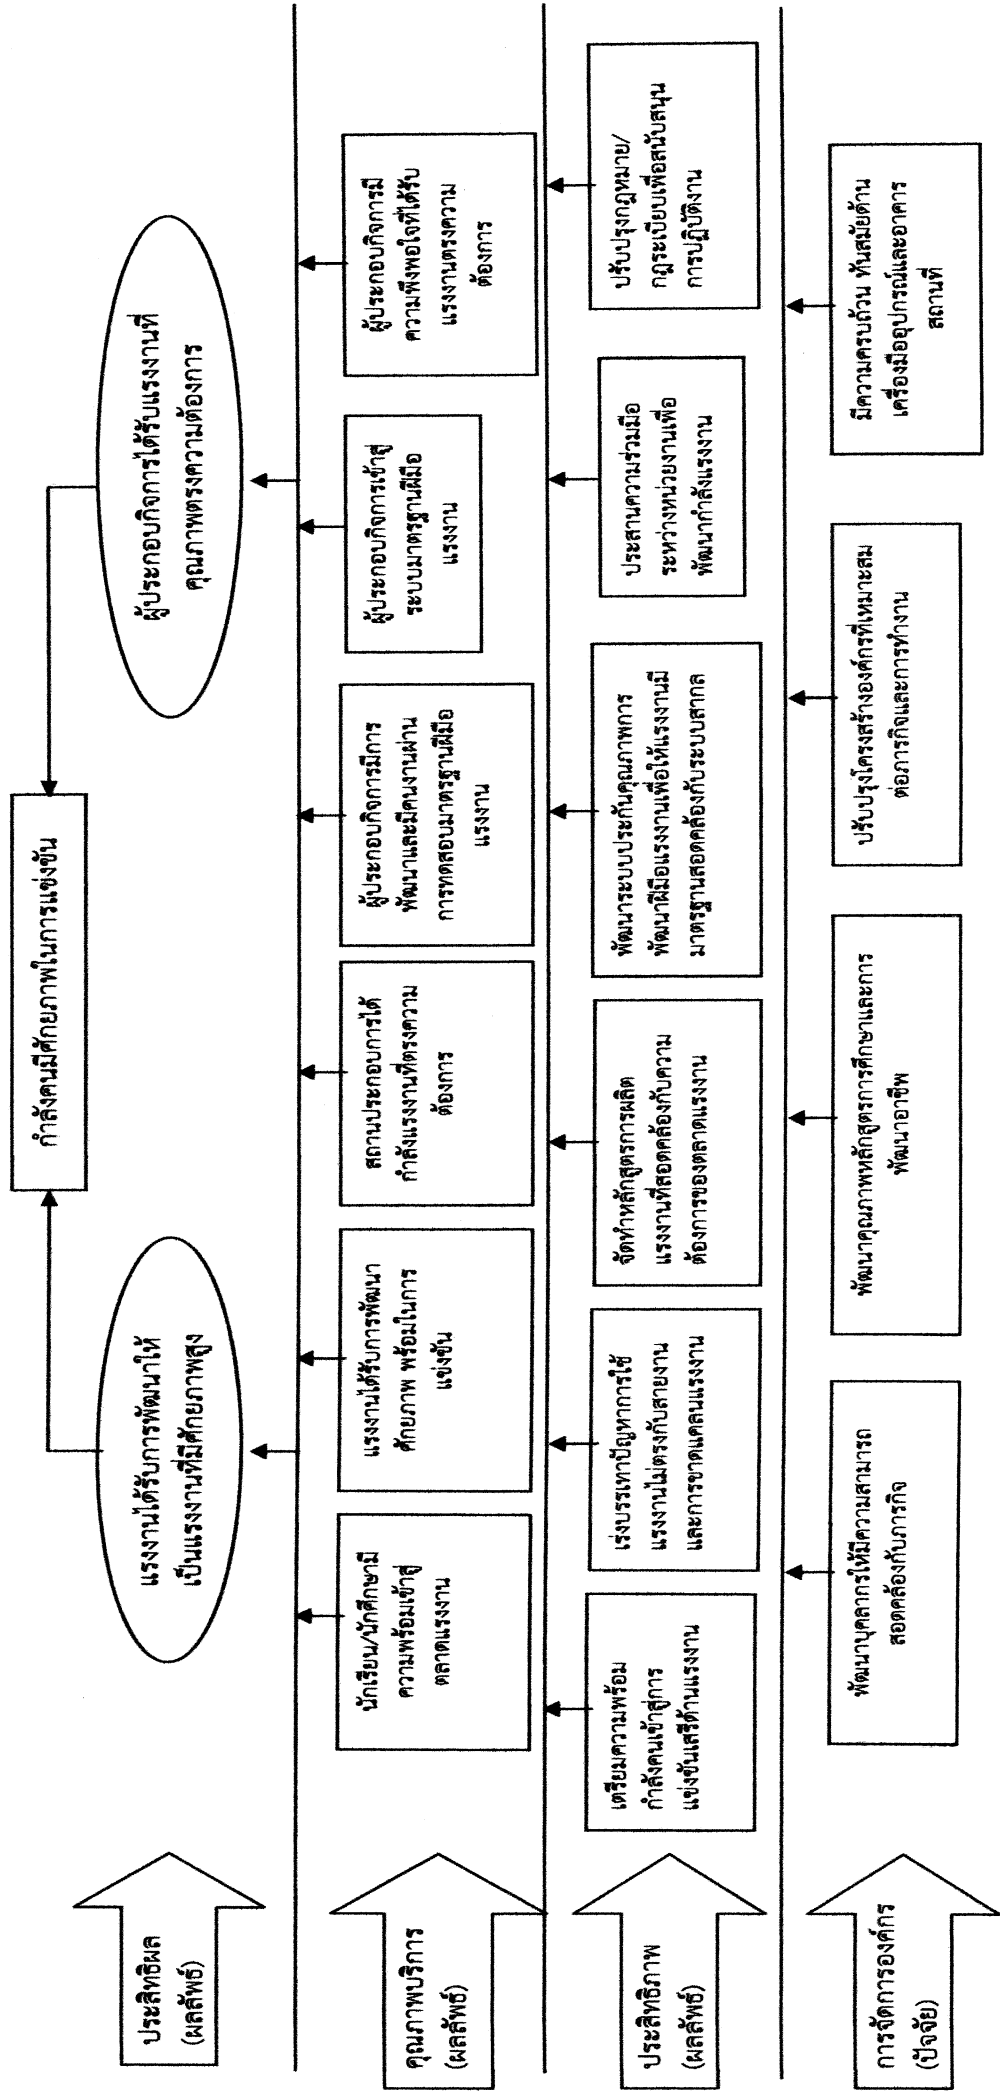 กำลังคนมีศักยภาพในการแข่งขัน
ประสิทธิผล
(ผลลัพธ์)
แรงงานได้รับการพัฒนาให้
เป็นแรงงานที่มีศักยภาพสูง
ผู้ประกอบกิจการได้รับแรงงานที่
คุณภาพตรงความต้องการ
คุณภาพบริการ
(ผลลัพธ์)
นักเรียน/นักศึกษามี
ความพร้อมเข้าสู่
ตลาดแรงงาน
แรงงานได้รับการพัฒนา
ศักยภาพ พร้อมในการ
แข่งขัน
สถานประกอบการได้
กำลังแรงงานที่ตรงความ
ต้องการ
ผู้ประกอบกิจการมีการ
พัฒนาและมีคนงานผ่าน
การทดสอบมาตรฐานฝีมือ
แรงงาน
ผู้ประกอบกิจการเข้าสู่
ระบบมาตรฐานฝีมือ
แรงงาน
ผู้ประกอบกิจการมี
ความพึงพอใจที่ได้รับ
แรงงานตรงความ
ต้องการ
ประสิทธิภาพ
(ผลลัพธ์)
เตรียมความพร้อม
กำลังคนเข้าสู่การ
แข่งขันเสรีด้านแรงงาน
เร่งบรรเทาปัญหาการใช้
แรงงานไม่ตรงกับสายงาน
และการขาดแคลนแรงงาน
จัดทำหลักสูตรการผลิต
แรงงานที่สอดคล้องกับความ
ต้องการของตลาดแรงงาน
พัฒนาระบบประกันคุณภาพการ
พัฒนาฝีมือแรงงานเพื่อให้แรงงานมี
มาตรฐานสอดคล้องกับระบบสากล
ประสานความร่วมมือ
ระหว่างหน่วยงานเพื่อ
พัฒนากำลังแรงงาน
ปรับปรุงกฎหมาย/
กฎระเบียบเพื่อสนับสนุน
การปฏิบัติงาน
การจัดการองค์กร
(ปัจจัย)
พัฒนาบุคลากรให้มีความสามารถ
สอดคล้องกับภารกิจ
พัฒนาคุณภาพหลักสูตรการศึกษาและการ
พัฒนาอาชีพ
ปรับปรุงโครงสร้างองค์กรที่เหมาะสม
ต่อภารกิจและการทำงาน
มีความครบถ้วน ทันสมัยด้าน
เครื่องมืออุปกรณ์และอาคาร
สถานที่